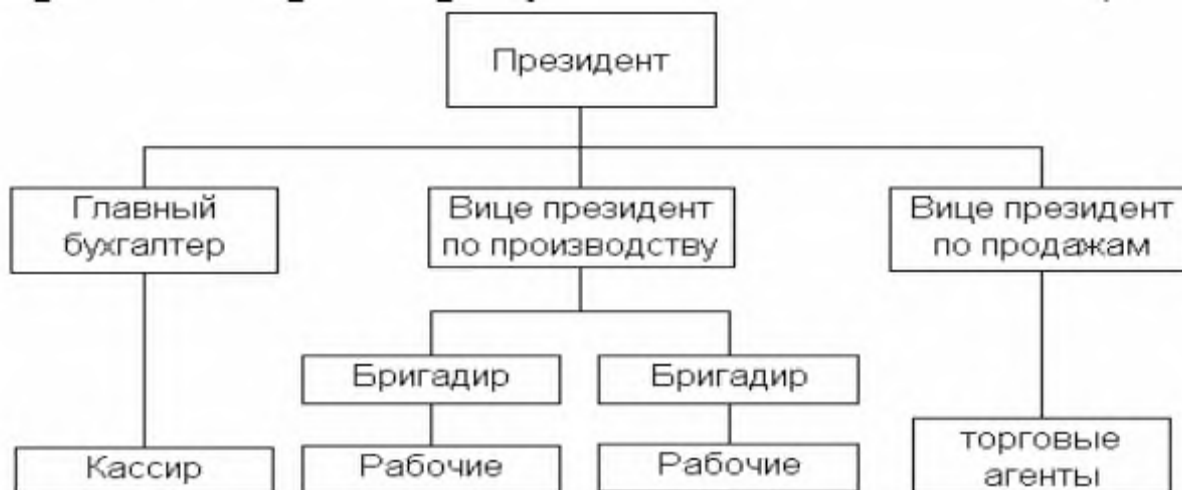 Президент
Главный
бухгалтер
Вице президент
по производству
Вице президент
по продажам
Бригадир
Бригадир
Кассир
Рабочие
Рабочие
торговые
агенты